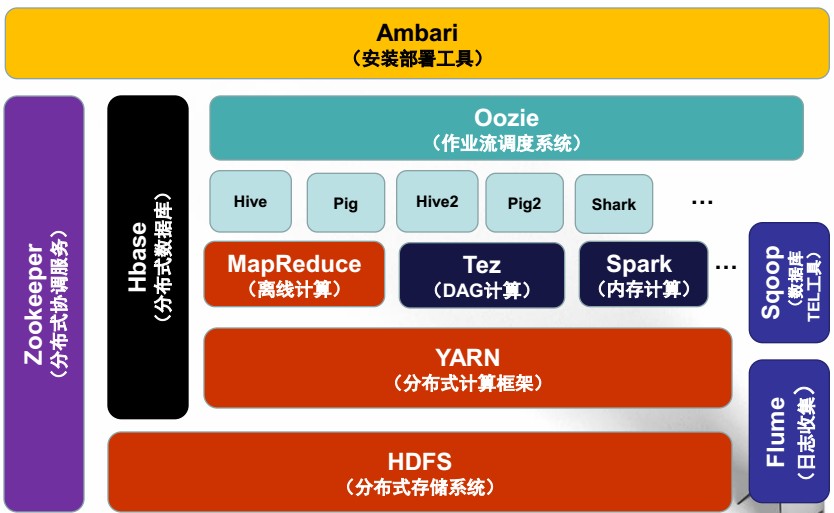 Ambari
（安装部署工具）
Zookeeper
（分布式协调服务）
Hbase
（分布式数据库）
Oozie
（作业流调度系统）
Hive
Pig
Hive2
Pig2
Shark
...
MapReduce
（离线计算）
Tez
（DAG计算）
Spark
（内存计算）
...
Sqoop
（数据库
TEL工具）
YARN
（分布式计算框架）
Flume
（日志收集）
HDFS
（分布式存储系统）